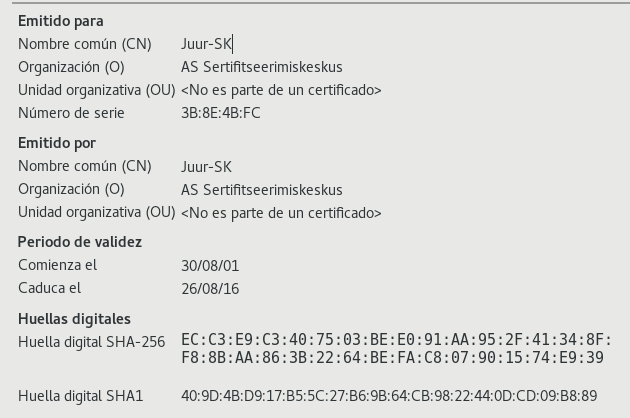 Emitido para
Nombre común (CN) Juur-SK
Organización (O) AS Sertifitseerimiskeskus
Unidad organizativa (OU) <No es parte de un certificado>
Número de serie 3B:8E:4B:FC
Emitido por
Nombre común (CN) Juur-SK
Organización (O) AS Sertifitseerimiskeskus
Unidad organizativa (OU) <No es parte de un certificado>
Periodo de validez
Comienza el 30/08/01
Caduca el 26/08/16
Huellas digitales
Huella digital SHA-256 EC:C3:E9:C3:40:75:03:BE:E0:91:AA:95:2F:41:34:8F:
F8:8B:AA:86:3B:22:64:BE:FA:C8:07:90:15:74:E9:39
Huella digital SHA1 40:9D:4B:D9:17:B5:5C:27:B6:9B:64:CB:98:22:44:0D:CD:09:B8:89